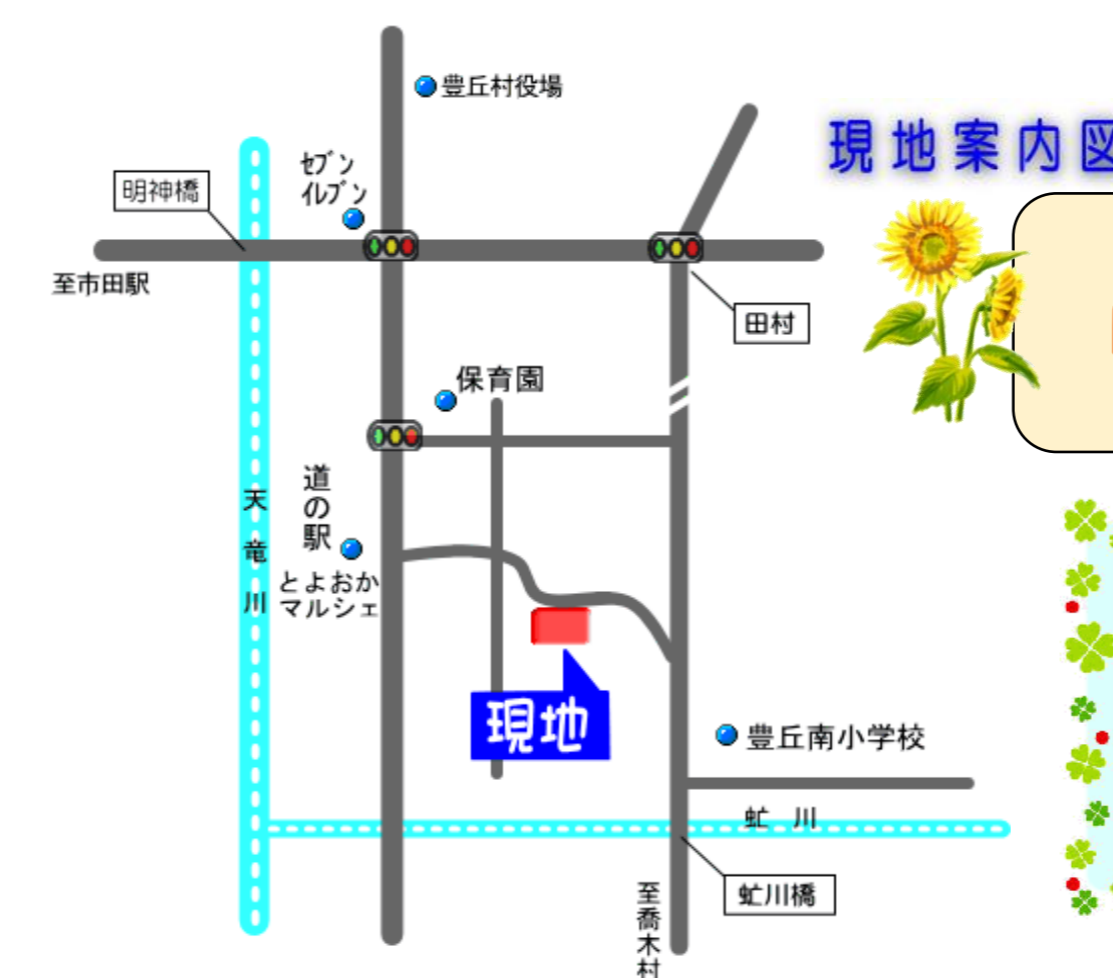 豊丘村役場
現地案内図
ｾﾌﾞﾝ
ｲﾚﾌﾞﾝ
明神橋
至市田駅
田村
保育園
道の駅
とよおか
マルシェ
天竜川
現地
豊丘南小学校
虻川
虻川橋
至喬木村